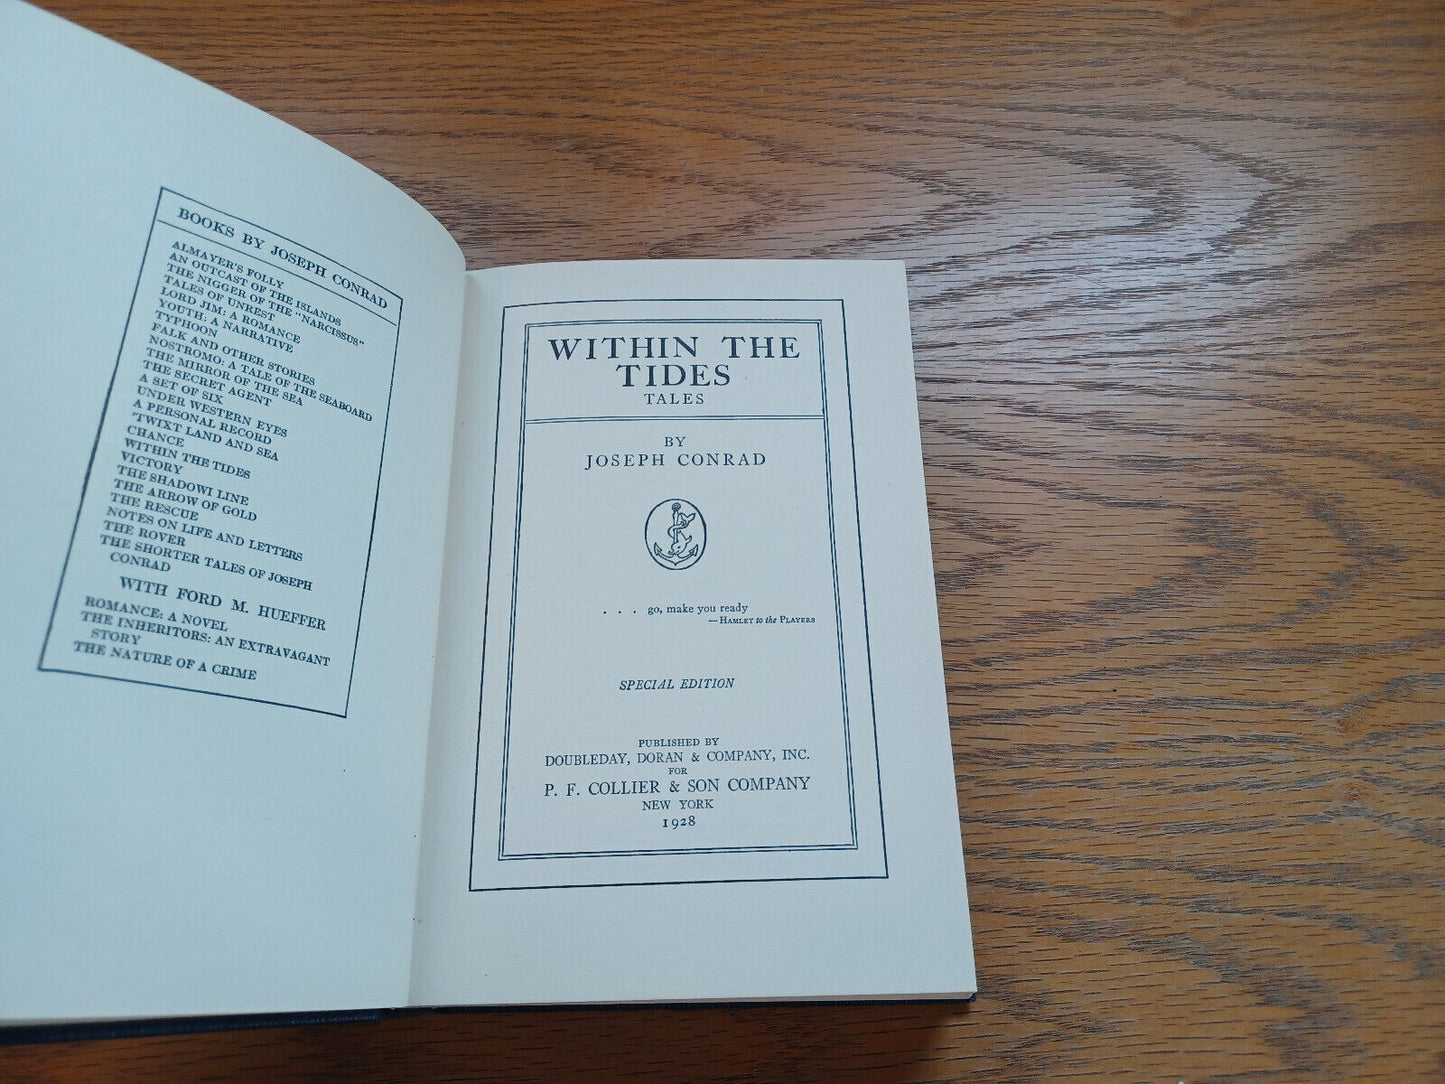 BOOKS BY JOSEPH CONRAD
ALMAYER'S FOLLY
AN OUTCAST OF THE ISLANDS
THE NIGGER OF THE "NARCISSUS"
TALES OF UNREST
LORD JIM: A ROMANCE
YOUTH: A NARRATIVE
TYPHOON
FALK AND OTHER STORIES
NOSTROMO: A TALE OF THE SEABOARD
THE MIRROR OF THE SEA
THE SECRET AGENT
A SET OF SIX
UNDER WESTERN EYES
A PERSONAL RECORD
'TWIXT LAND AND SEA
CHANCE
WITHIN THE TIDES
VICTORY
THE SHADOWI LINE
THE ARROW OF GOLD
THE RESCUE
NOTES ON LIFE AND LETTERS
THE ROVER
THE SHORTER TALES OF JOSEPH
CONRAD
WITH FORD M. HUEFFER
ROMANCE: A NOVEL
THE INHERITORS: AN EXTRAVAGANT
STORY
THE NATURE OF A CRIME
WITHIN THE
TIDES
TALES
BY
JOSEPH CONRAD
. . . go, make you ready
— HAMLET to the PLAYERS
SPECIAL EDITION
PUBLISHED BY
DOUBLEDAY, DORAN & COMPANY, INC.
FOR
P. F. COLLIER & SON COMPANY
NEW YORK
1928